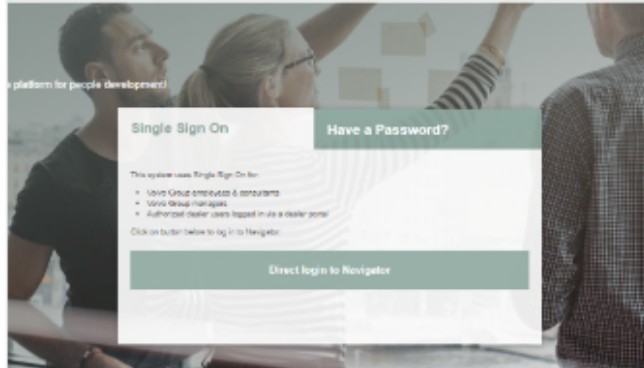 platform for people development!
Single Sign On
Have a Password?
This system uses Single Sign On for:
Volvo Group employees & consultants
Volvo Group managers
Authorized dealer users logged in via a dealer portal
Click on button below to log in to Navigator.
Direct login to Navigator